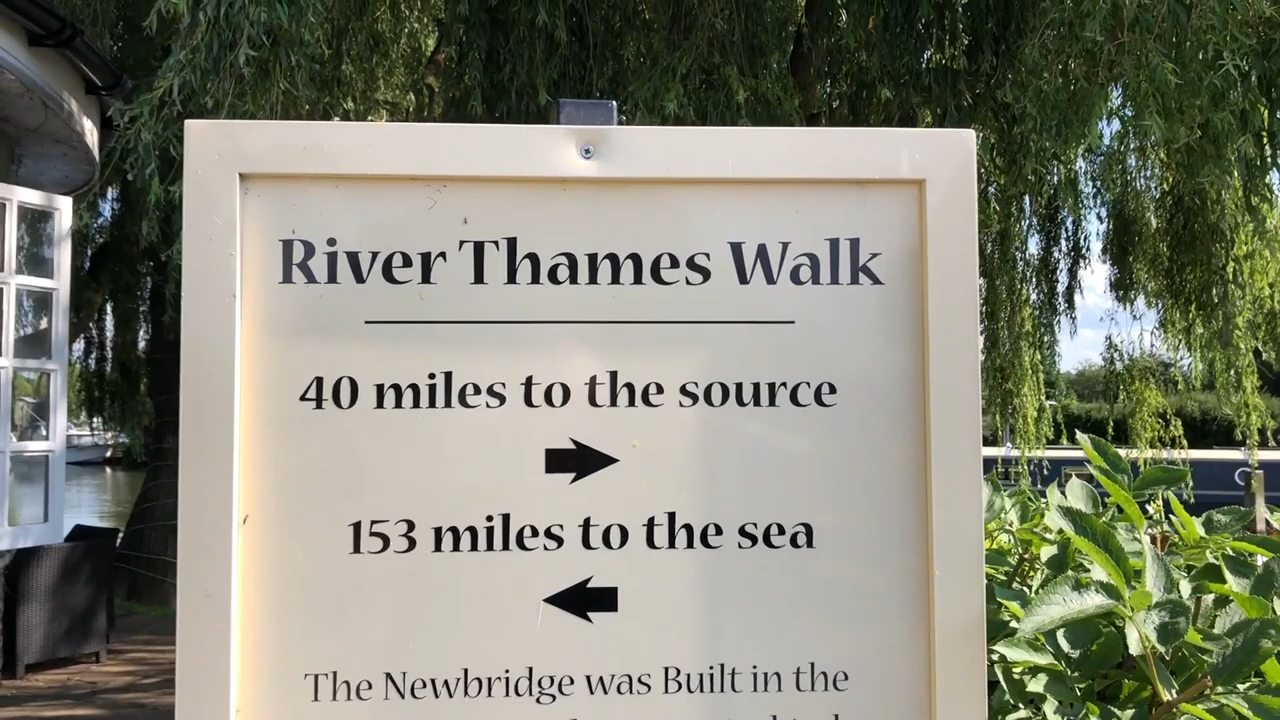 River Thames Walk
40 miles to the source
153 miles to the sea
The Newbridge was Built in the